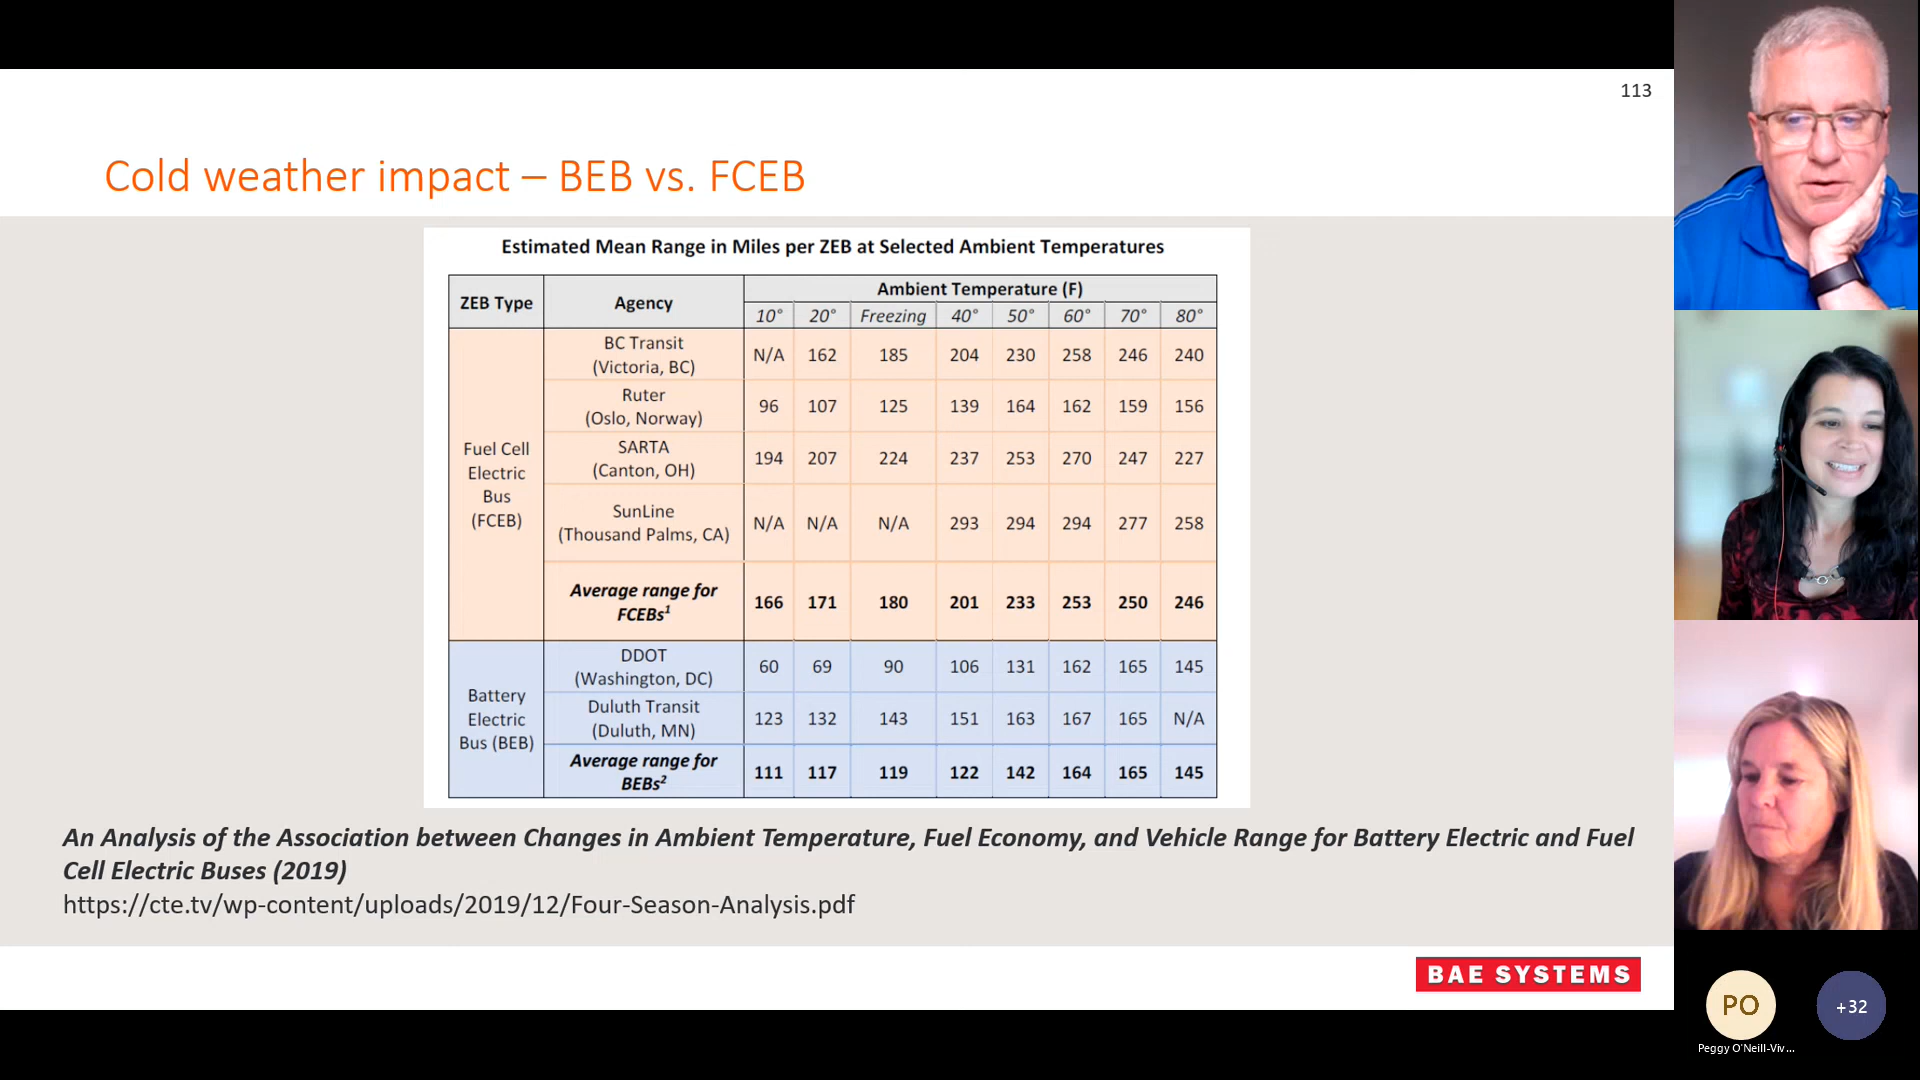 113
Cold weather impact – BEB vs. FCEB
Estimated Mean Range in Miles per ZEB at Selected Ambient Temperatures
ZEB Type Agency Ambient Temperature (F)
10° 20° Freezing 40° 50° 60° 70° 80°
Fuel Cell
Electric
Bus
(FCEB)
BC Transit
(Victoria, BC)
N/A 162 185 204 230 258 246 240
Ruter
(Oslo, Norway)
96 107 125 139 164 162 159 156
SARTA
(Canton, OH)
194 207 224 237 253 270 247 227
SunLine
(Thousand Palms, CA)
N/A N/A N/A 293 294 294 277 258
Average range for
FCEBs¹
166 171 180 201 233 253 250 246
Battery
Electric
Bus (BEB)
DDOT
(Washington, DC)
60 69 90 106 131 162 165 145
Duluth Transit
(Duluth, MN)
123 132 143 151 163 167 165 N/A
Average range for
BEBs²
111 117 119 122 142 164 165 145
An Analysis of the Association between Changes in Ambient Temperature, Fuel Economy, and Vehicle Range for Battery Electric and Fuel
Cell Electric Buses (2019)
https://cte.tv/wp-content/uploads/2019/12/Four-Season-Analysis.pdf
BAE SYSTEMS
PO
+32
Peggy O'Neill-Viv...